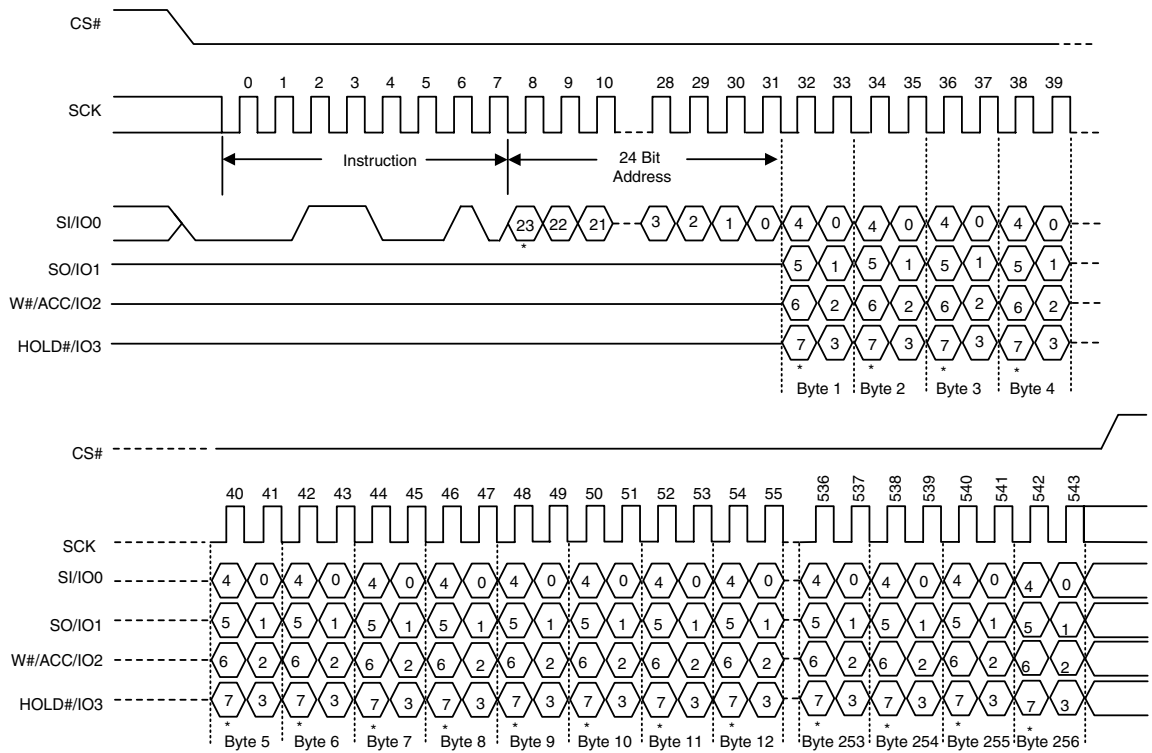 CS#
0 1 2 3 4 5 6 7 8 9 10 28 29 30 31 32 33 34 35 36 37 38 39
SCK
Instruction 24 Bit
Address
SI/IO0 23 22 21 3 2 1 0 4 0 4 0 4 0 4 0
*
SO/IO1 5 1 5 1 5 1 5 1
W#/ACC/IO2 6 2 6 2 6 2 6 2
HOLD#/IO3 7 3 7 3 7 3 7 3
* * * *
Byte 1 Byte 2 Byte 3 Byte 4
CS#
40 41 42 43 44 45 46 47 48 49 50 51 52 53 54 55 536 537 538 539 540 541 542 543
SCK
SI/IO0 4 0 4 0 4 0 4 0 4 0 4 0 4 0 4 0 4 0 4 0 4 0 4 0
SO/IO1 5 1 5 1 5 1 5 1 5 1 5 1 5 1 5 1 5 1 5 1 5 1 5 1
W#/ACC/IO2 6 2 6 2 6 2 6 2 6 2 6 2 6 2 6 2 6 2 6 2 6 2 6 2
HOLD#/IO3 7 3 7 3 7 3 7 3 7 3 7 3 7 3 7 3 7 3 7 3 7 3 7 3
* * * * * * * * * * * *
Byte 5 Byte 6 Byte 7 Byte 8 Byte 9 Byte 10 Byte 11 Byte 12 Byte 253 Byte 254 Byte 255 Byte 256